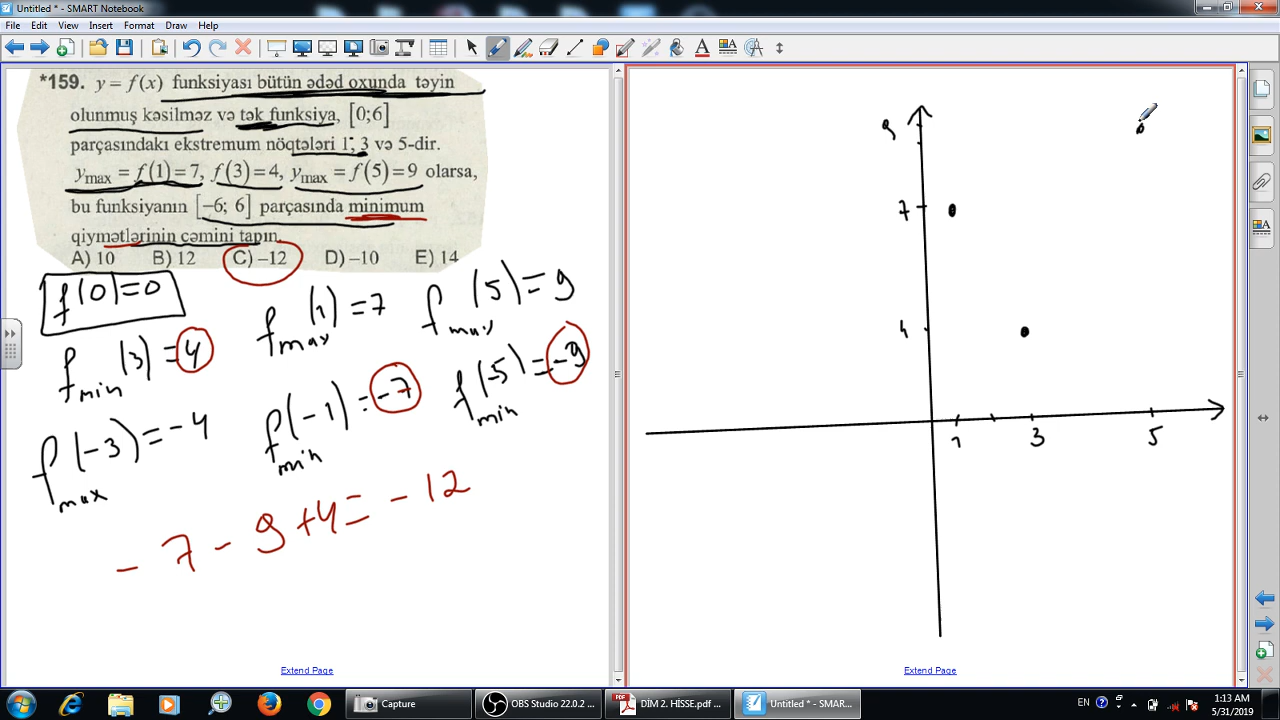 Untitled * - SMART Notebook
File Edit View Insert Format Draw Help
*159. y = f(x) funksiyası bütün ədəd oxunda təyin
olunmuş kəsilməz və tək funksiya, [0;6]
parçasındakı ekstremum nöqtələri 1; 3 və 5-dir.
ymax = f(1)=7, f(3)=4, ymax = f(5)=9 olarsa,
bu funksiyanın [-6; 6] parçasında minimum
qiymətlərinin cəmini tapın.
A) 10 B) 12 C) -12 D) -10 E) 14
f(0)=0
fmax(1)=7
fmax(5)=9
fmin(3)=4
f(-3)=-4
max
f(-1)=-7
min
f(-5)=-9
min
- 7 - 9 + 4 = - 12
Extend Page
9
7
4
1 3 5
Extend Page
Capture
OBS Studio 22.0.2 ...
DİM 2. HİSSE.pdf ...
Untitled * - SMAR...
EN
1:13 AM
5/31/2019